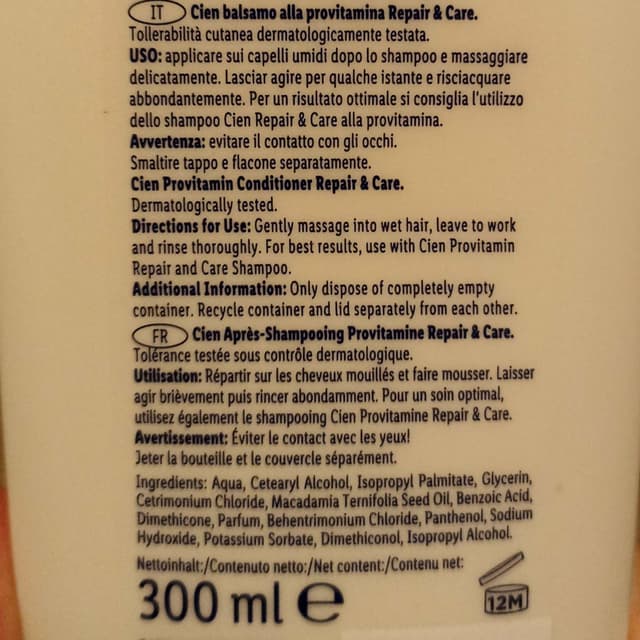 IT Cien balsamo alla provitamina Repair & Care.
Tollerabilità cutanea dermatologicamente testata.
USO: applicare sui capelli umidi dopo lo shampoo e massaggiare
delicatamente. Lasciar agire per qualche istante e risciacquare
abbondantemente. Per un risultato ottimale si consiglia l'utilizzo
dello shampoo Cien Repair & Care alla provitamina.
Avvertenza: evitare il contatto con gli occhi.
Smaltire tappo e flacone separatamente.
Cien Provitamin Conditioner Repair & Care.
Dermatologically tested.
Directions for Use: Gently massage into wet hair, leave to work
and rinse thoroughly. For best results, use with Cien Provitamin
Repair and Care Shampoo.
Additional Information: Only dispose of completely empty
container. Recycle container and lid separately from each other.
FR Cien Après-Shampooing Provitamine Repair & Care.
Tolérance testée sous contrôle dermatologique.
Utilisation: Répartir sur les cheveux mouillés et faire mousser. Laisser
agir brièvement puis rincer abondamment. Pour un soin optimal,
utilisez également le shampooing Cien Provitamine Repair & Care.
Avertissement: Éviter le contact avec les yeux!
Jeter la bouteille et le couvercle séparément.
Ingredients: Aqua, Cetearyl Alcohol, Isopropyl Palmitate, Glycerin,
Cetrimonium Chloride, Macadamia Ternifolia Seed Oil, Benzoic Acid,
Dimethicone, Parfum, Behentrimonium Chloride, Panthenol, Sodium
Hydroxide, Potassium Sorbate, Dimethiconol, Isopropyl Alcohol.
Nettoinhalt:/Contenuto netto:/Net content:/Contenu net:
300 ml e
12M